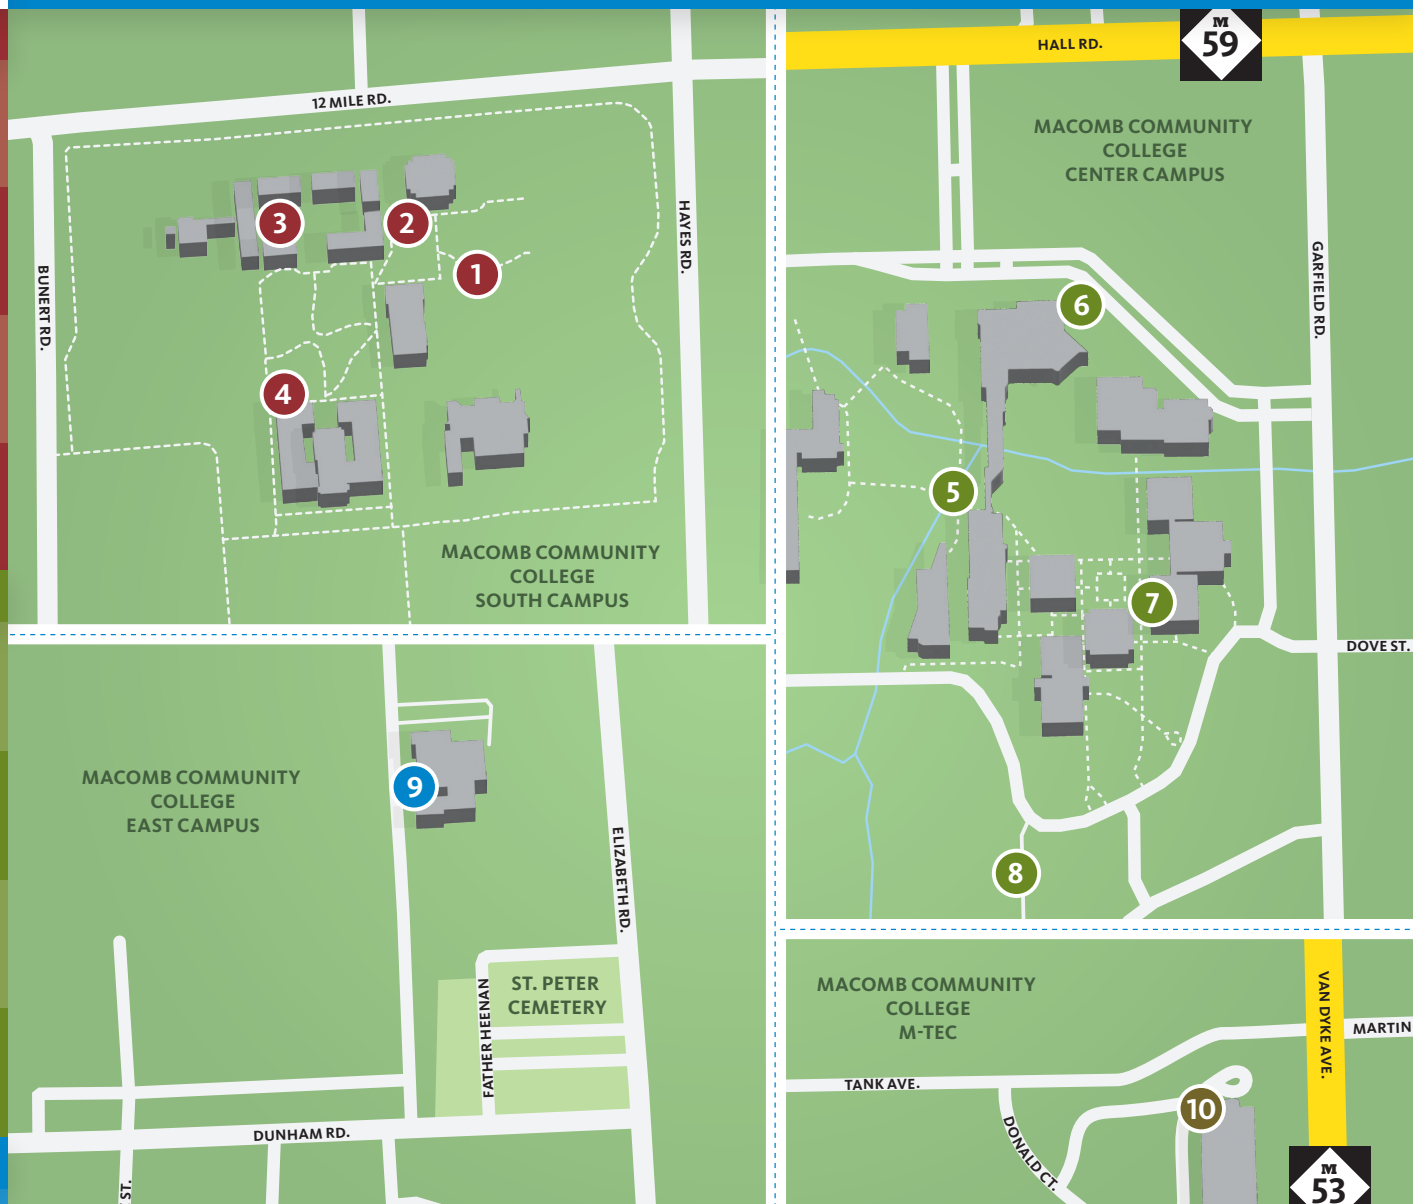 12 MILE RD.
BUNERT RD.
HAYES RD.
3
2
1
4
MACOMB COMMUNITY
COLLEGE
SOUTH CAMPUS
HALL RD.
M
59
MACOMB COMMUNITY
COLLEGE
CENTER CAMPUS
GARFIELD RD.
6
5
7
DOVE ST.
8
MACOMB COMMUNITY
COLLEGE
EAST CAMPUS
9
ELIZABETH RD.
ST. PETER
CEMETERY
FATHER HEENAN
DUNHAM RD.
ST.
MACOMB COMMUNITY
COLLEGE
M-TEC
VAN DYKE AVE.
MARTIN
TANK AVE.
DONALD CT.
10
M
53